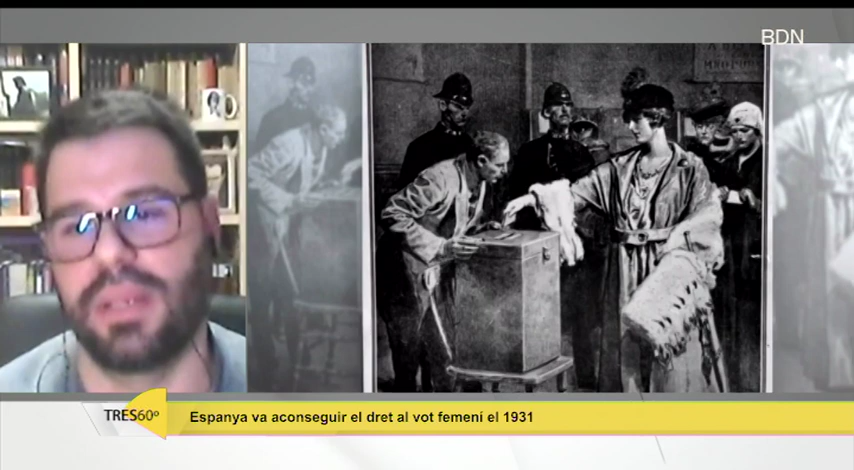 BDN
TRES60º
Espanya va aconseguir el dret al vot femení el 1931